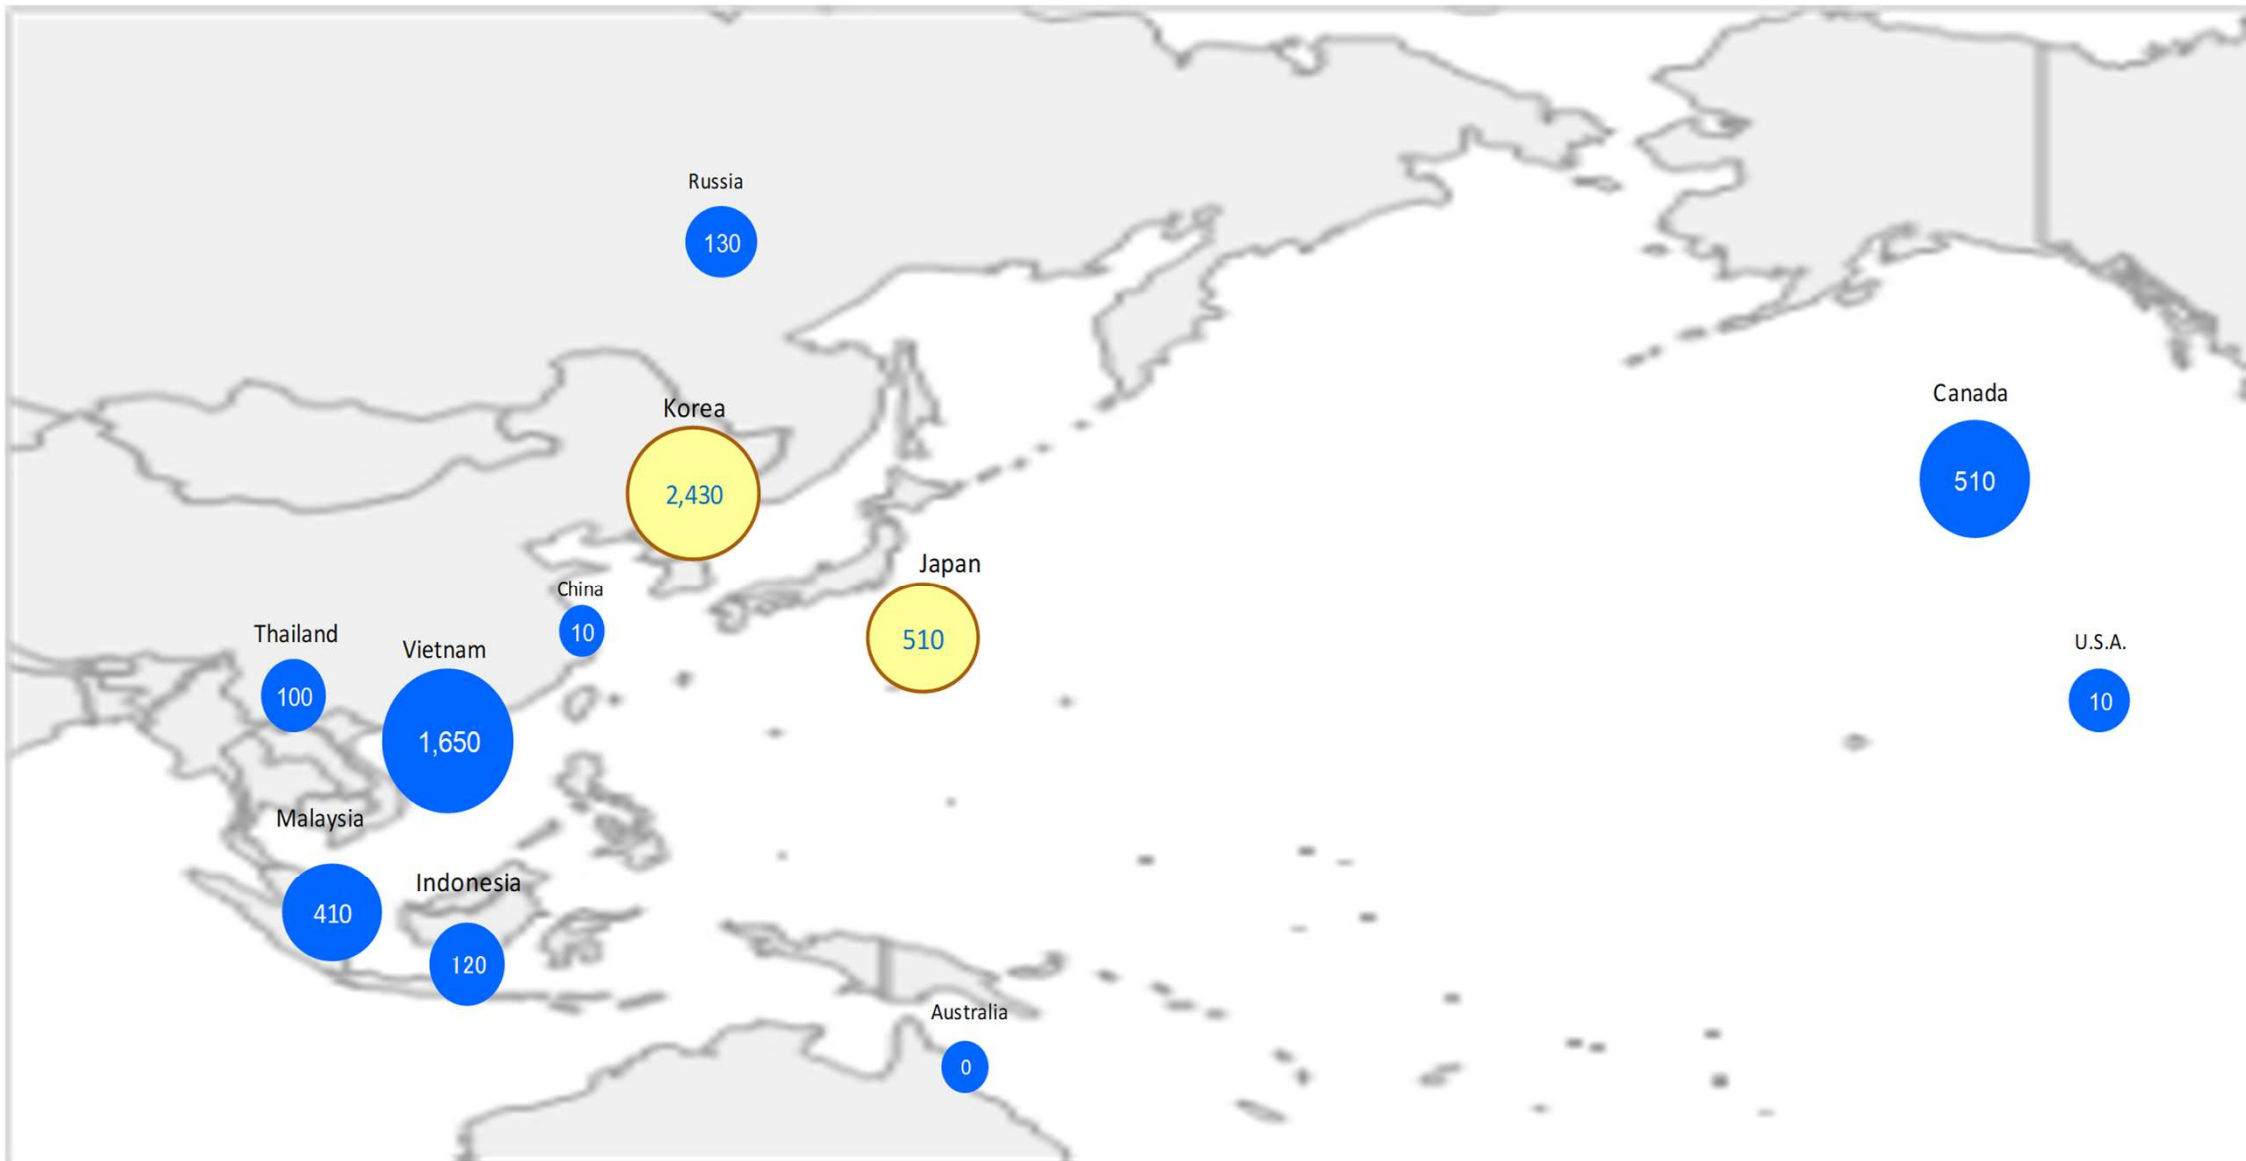 Russia
130
Korea
2,430
Canada
510
Japan
510
China
10
Thailand
100
Vietnam
1,650
U.S.A.
10
Malaysia
410
Indonesia
120
Australia
0